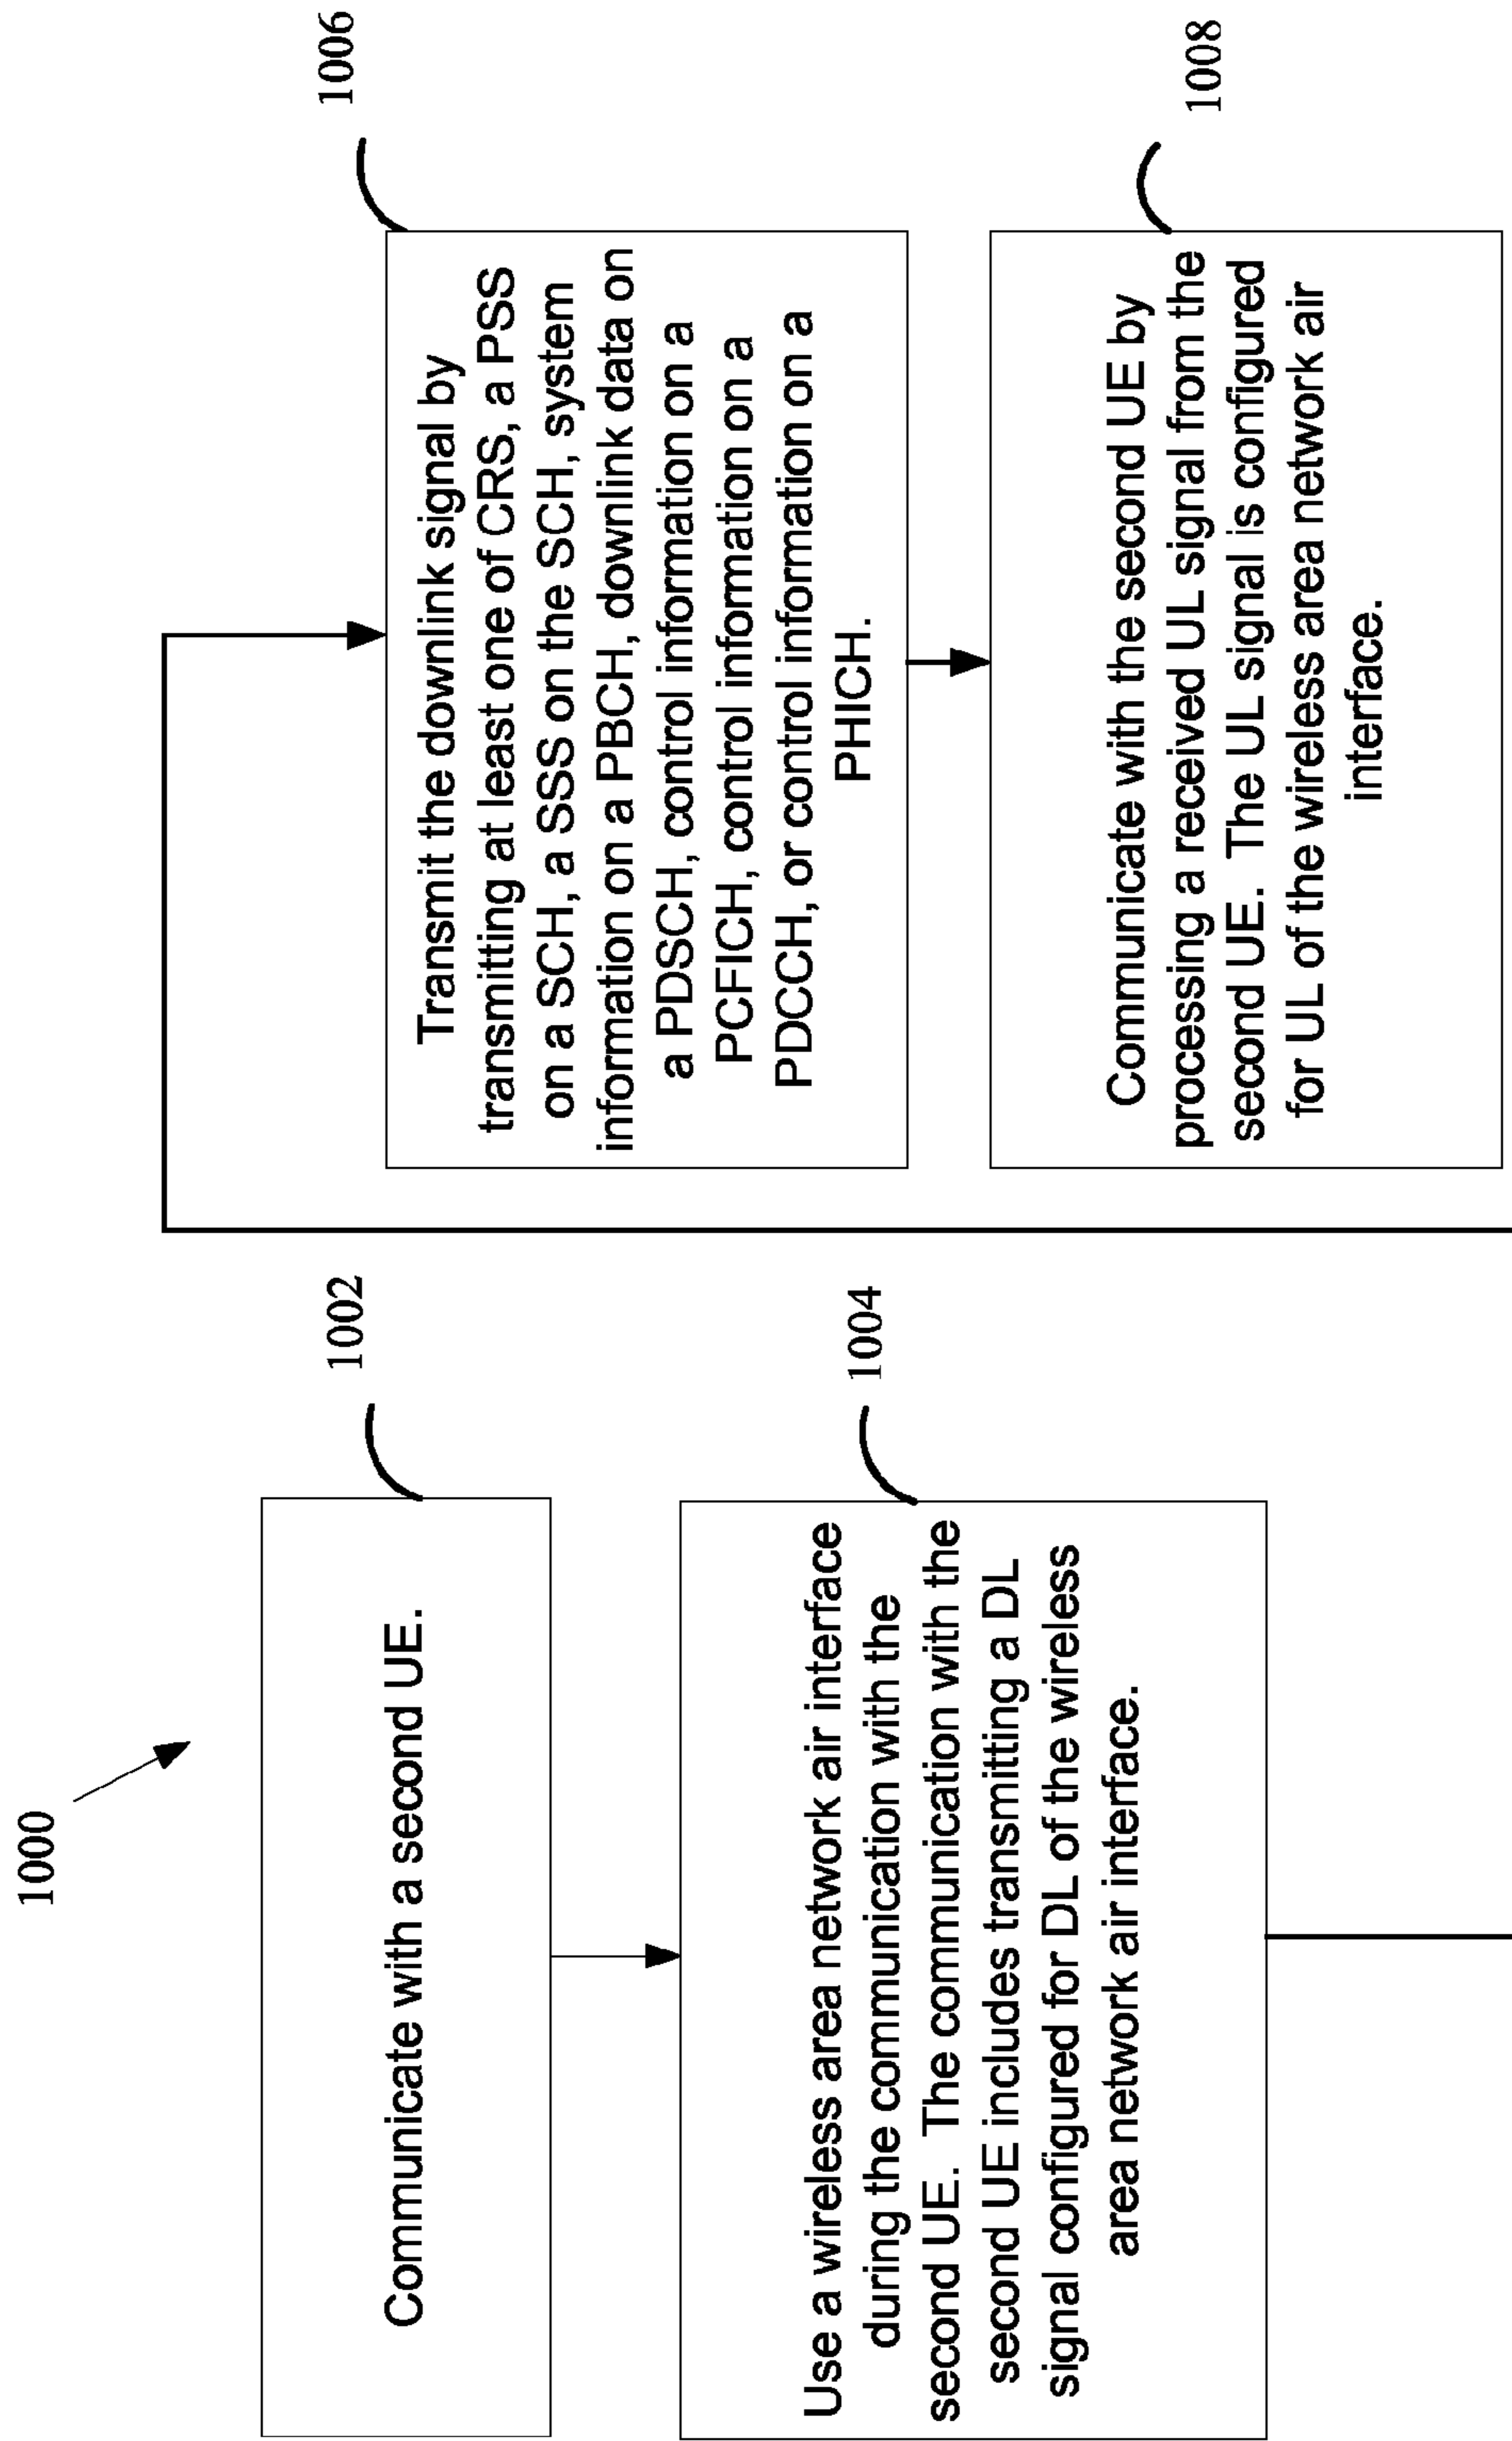 1000
1002
Communicate with a second UE.
1004
Use a wireless area network air interface
during the communication with the
second UE. The communication with the
second UE includes transmitting a DL
signal configured for DL of the wireless
area network air interface.
1006
Transmit the downlink signal by
transmitting at least one of CRS, a PSS
on a SCH, a SSS on the SCH, system
information on a PBCH, downlink data on
a PDSCH, control information on a
PCFICH, control information on a
PDCCH, or control information on a
PHICH.
1008
Communicate with the second UE by
processing a received UL signal from the
second UE. The UL signal is configured
for UL of the wireless area network air
interface.